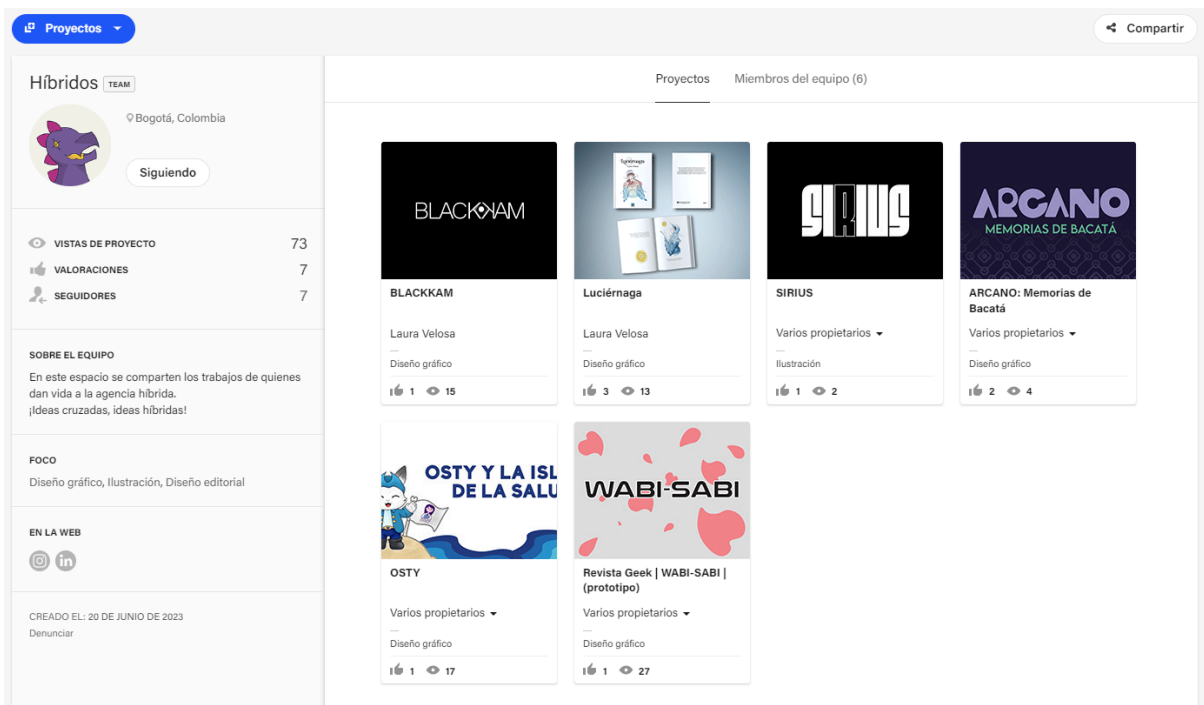 Proyectos
Compartir
Híbridos TEAM
Bogotá, Colombia
Siguiendo
VISTAS DE PROYECTO 73
VALORACIONES 7
SEGUIDORES 7
SOBRE EL EQUIPO
En este espacio se comparten los trabajos de quienes
dan vida a la agencia híbrida.
¡Ideas cruzadas, ideas híbridas!
FOCO
Diseño gráfico, Ilustración, Diseño editorial
EN LA WEB
in
CREADO EL: 20 DE JUNIO DE 2023
Denunciar
Proyectos Miembros del equipo (6)
BLACKKAM
BLACKKAM
Laura Velosa
Diseño gráfico
1 15
Luciérnaga
Luciérnaga
Laura Velosa
Diseño gráfico
3 13
SIRIUS
SIRIUS
Varios propietarios
Ilustración
1 2
ARCANO
MEMORIAS DE BACATÁ
ARCANO: Memorias de
Bacatá
Varios propietarios
Diseño gráfico
2 4
OSTY Y LA ISL
DE LA SALU
OSTY
Varios propietarios
Diseño gráfico
1 17
WABI-SABI
Revista Geek | WABI-SABI |
(prototipo)
Varios propietarios
Diseño gráfico
1 27